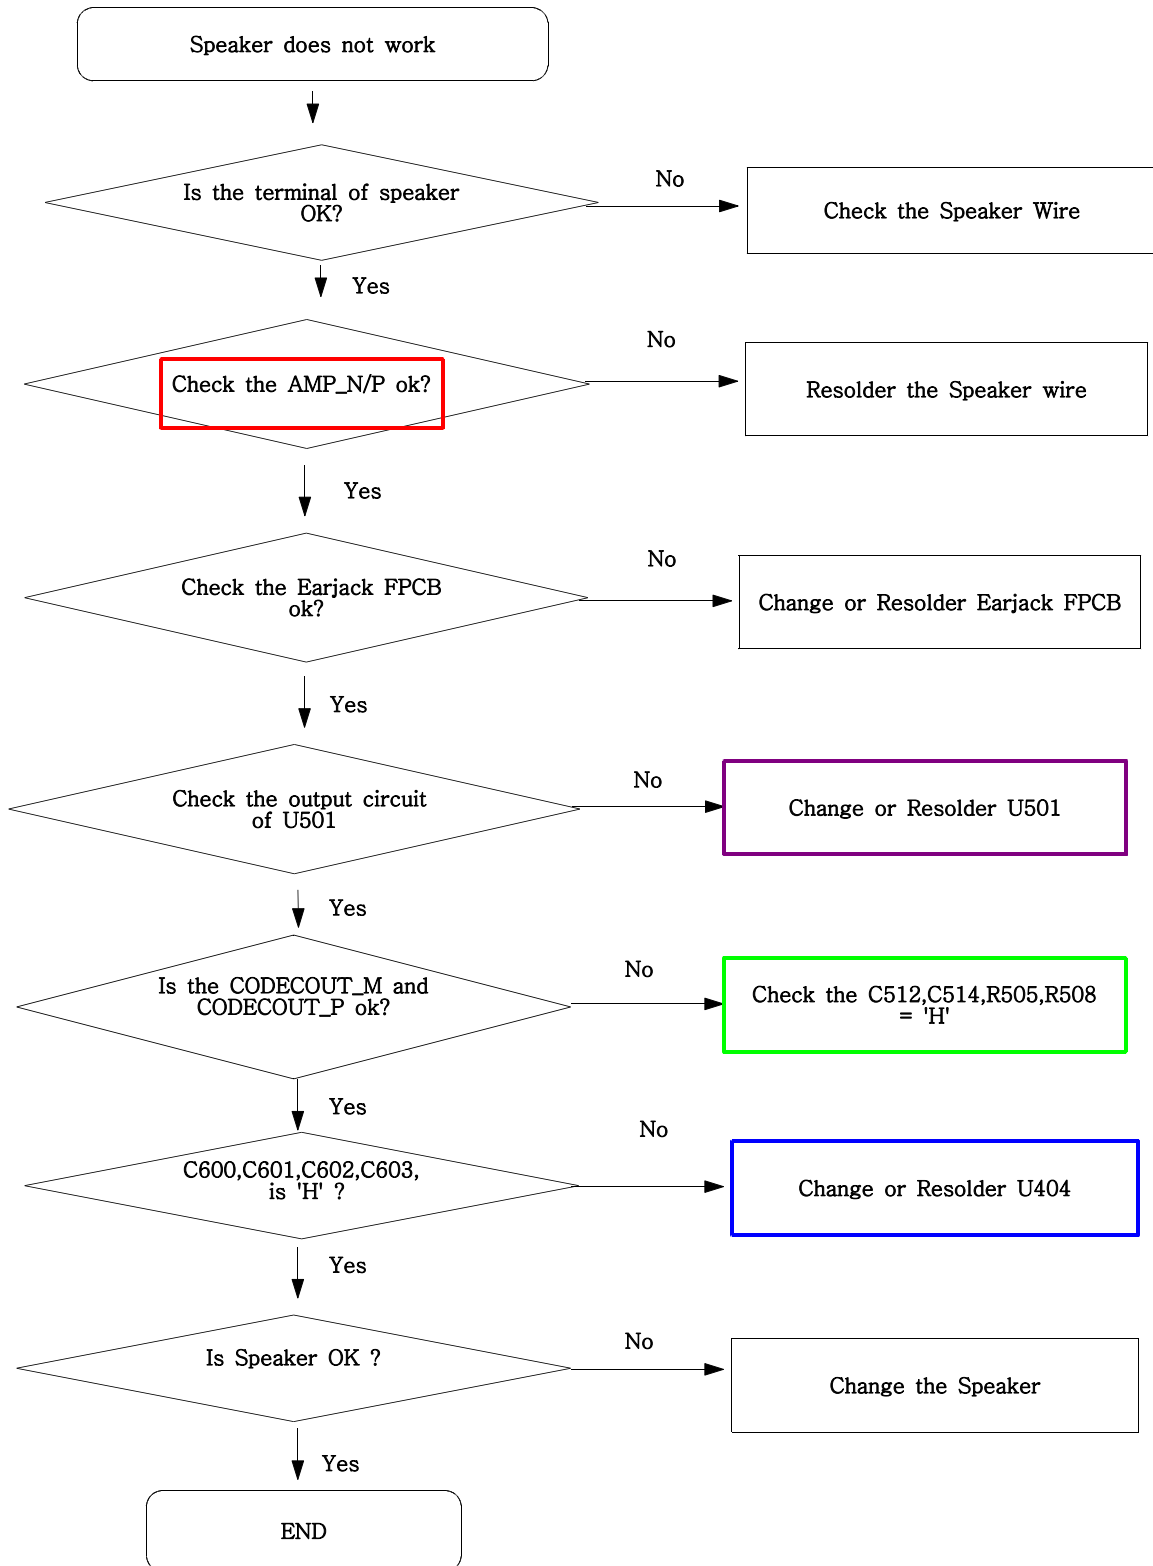 Speaker does not work
Is the terminal of speaker
OK?
No
Check the Speaker Wire
Yes
Check the AMP_N/P ok?
No
Resolder the Speaker wire
Yes
Check the Earjack FPCB
ok?
No
Change or Resolder Earjack FPCB
Yes
Check the output circuit
of U501
No
Change or Resolder U501
Yes
Is the CODECOUT_M and
CODECOUT_P ok?
No
Check the C512,C514,R505,R508
= 'H'
Yes
C600,C601,C602,C603,
is 'H' ?
No
Change or Resolder U404
Yes
Is Speaker OK ?
No
Change the Speaker
Yes
END